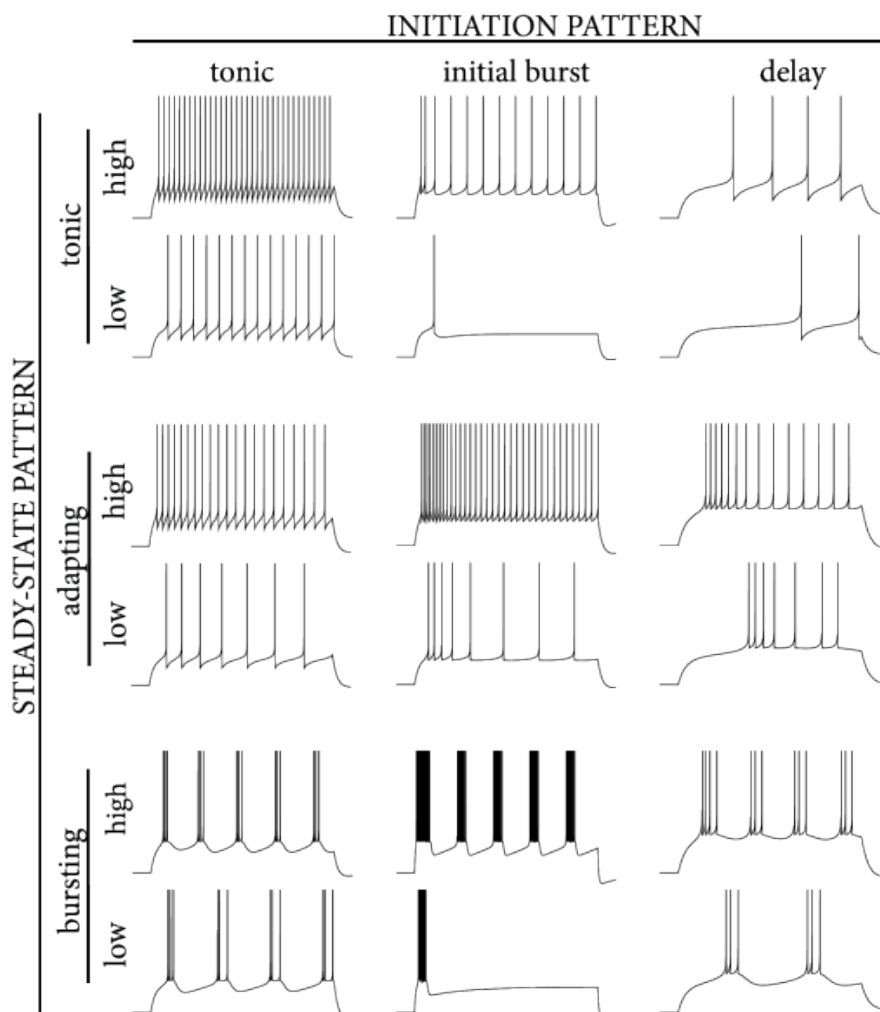 INITIATION PATTERN
tonic initial burst delay
STEADY-STATE PATTERN
tonic
high
low
adapting
high
low
bursting
high
low